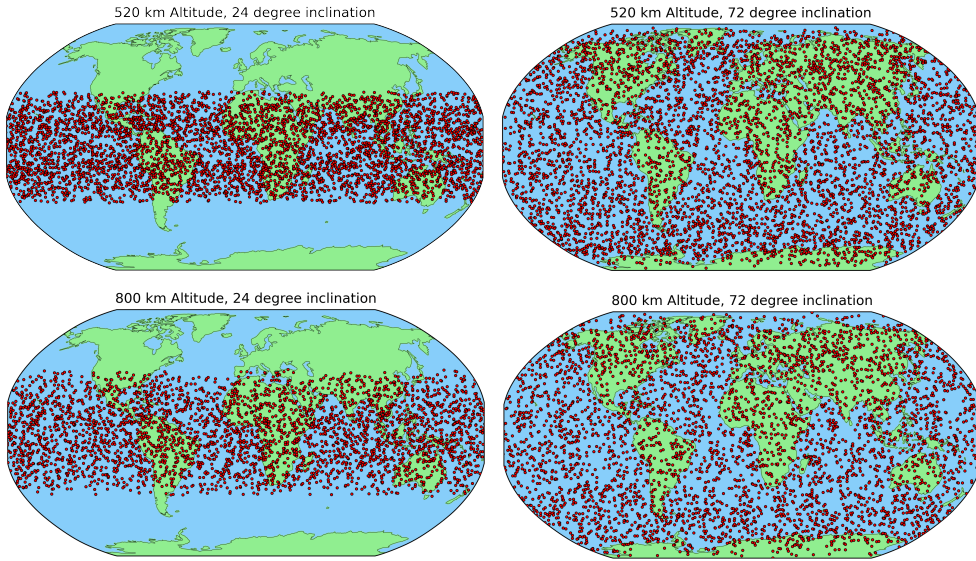 520 km Altitude, 24 degree inclination
520 km Altitude, 72 degree inclination
800 km Altitude, 24 degree inclination
800 km Altitude, 72 degree inclination